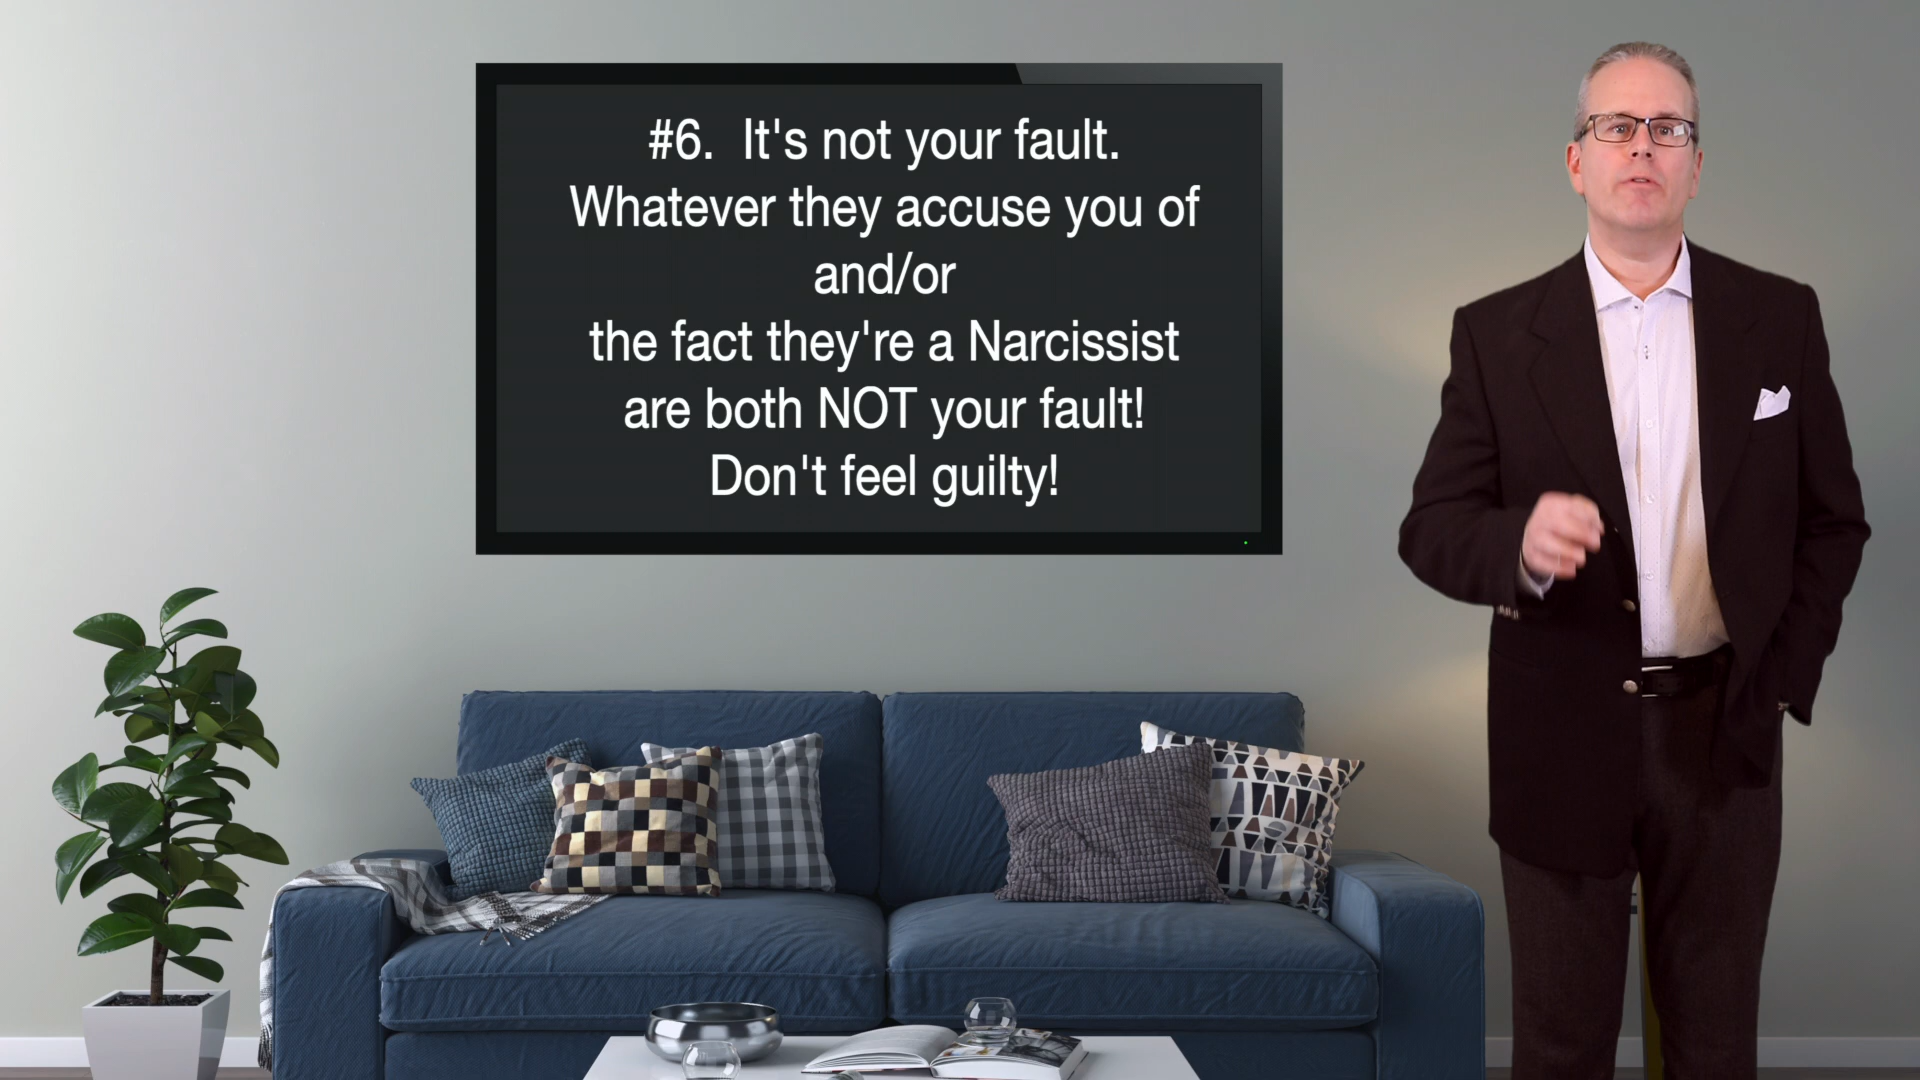 #6.  It's not your fault.
Whatever they accuse you of
and/or
the fact they're a Narcissist
are both NOT your fault!
Don't feel guilty!